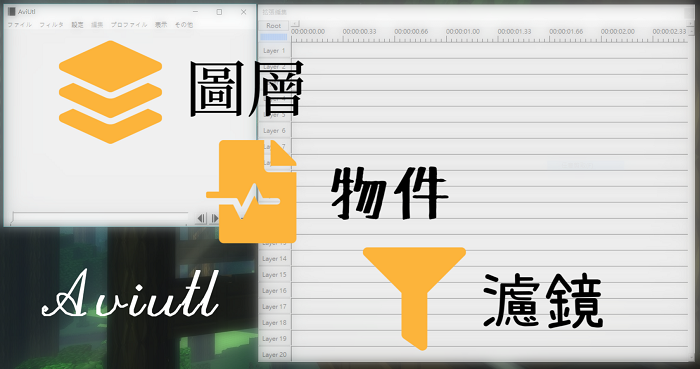 AviUtl
ファイル フィルタ 設定 編集 プロファイル 表示 その他
拡張編集
Root
00:00:00.00 00:00:00.33 00:00:00.66 00:00:01.00 00:00:01.33 00:00:01.66 00:00:02.00 00:00:02.33
Layer 1
Layer 2
圖層
Layer 5
Layer 6
Layer 7
物件
Layer 14
Layer 15
Layer 16
Layer 17
Layer 18
Layer 19
Layer 20
Aviutl
濾鏡